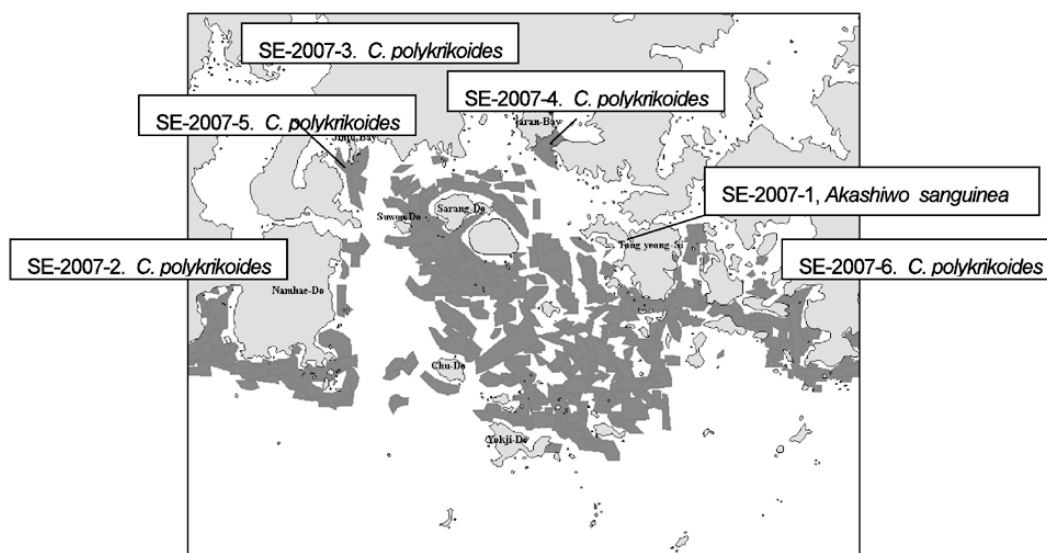 SE-2007-3. C. polykrikoides
SE-2007-4. C. polykrikoides
SE-2007-5. C. polykrikoides
Jaran-Bay
Jinju-Bay
SE-2007-1, Akashiwo sanguinea
Sarang-Do
Suwon-Do
Tong yeong-Si
SE-2007-2. C. polykrikoides
SE-2007-6. C. polykrikoides
Namhae-Do
Chu-Do
Yokji-Do